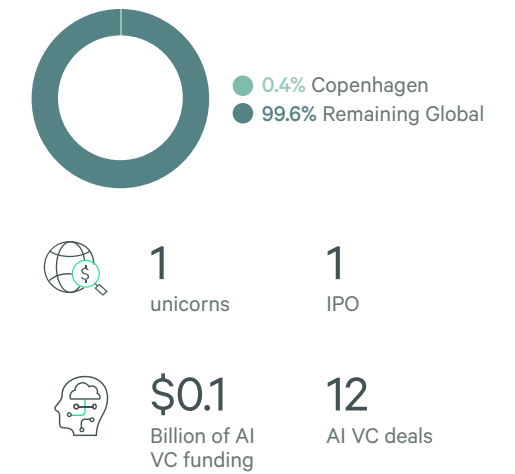 0.4% Copenhagen
99.6% Remaining Global
$
1
unicorns
1
IPO
$0.1
Billion of AI
VC funding
12
AI VC deals